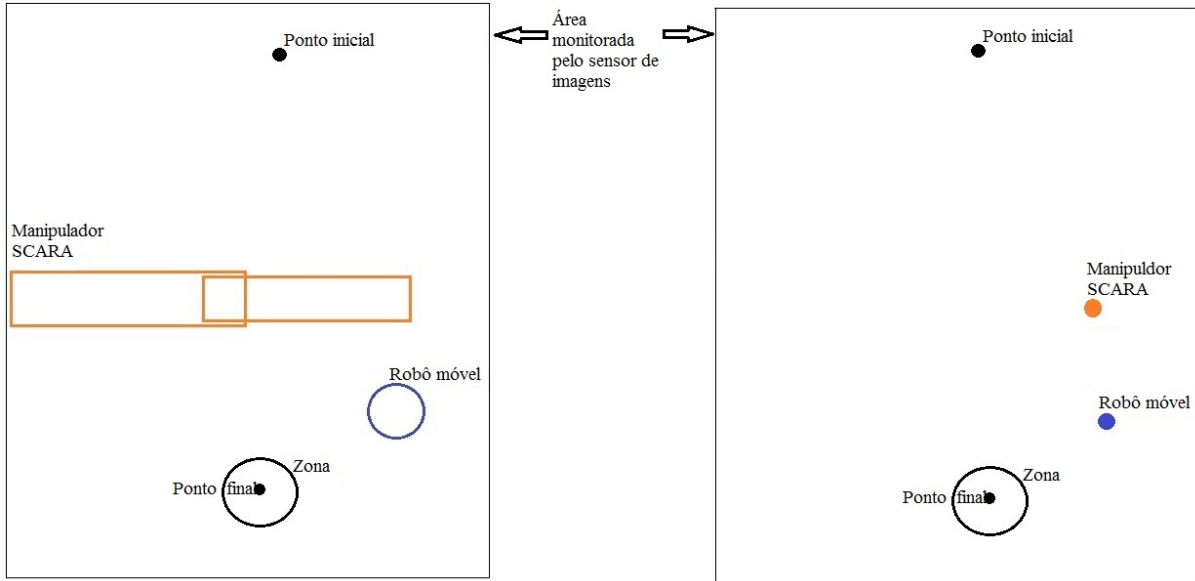 Ponto inicial
Manipulador
SCARA
Robô móvel
Zona
Ponto final
Área
monitorada
pelo sensor de
imagens
Ponto inicial
Manipuldor
SCARA
Robô móvel
Zona
Ponto final